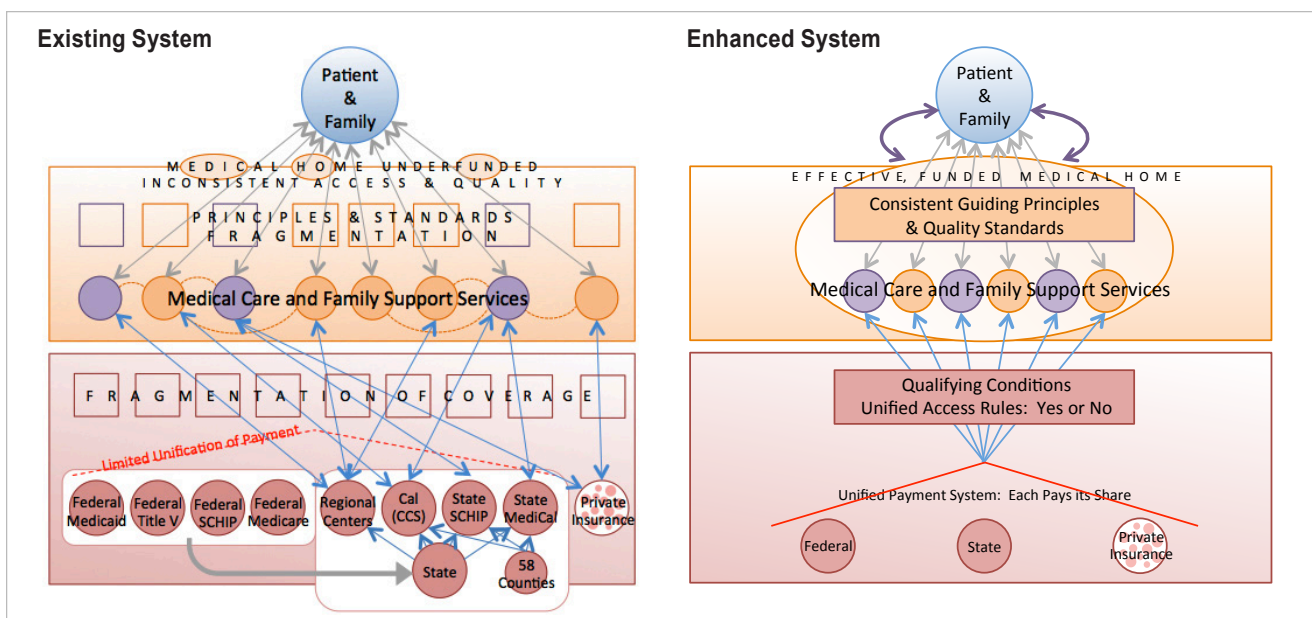 Existing System
Patient
&
Family
MEDICAL HOME UNDERFUNDED
INCONSISTENT ACCESS & QUALITY
PRINCIPLES & STANDARDS
FRAGMENTATION
Medical Care and Family Support Services
FRAGMENTATION OF COVERAGE
Limited Unification of Payment
Federal
Medicaid
Federal
Title V
Federal
SCHIP
Federal
Medicare
Regional
Centers
Cal
(CCS)
State
SCHIP
State
MediCal
Private
Insurance
State
58
Counties
Enhanced System
Patient
&
Family
EFFECTIVE, FUNDED MEDICAL HOME
Consistent Guiding Principles
& Quality Standards
Medical Care and Family Support Services
Qualifying Conditions
Unified Access Rules: Yes or No
Unified Payment System: Each Pays its Share
Federal
State
Private
Insurance